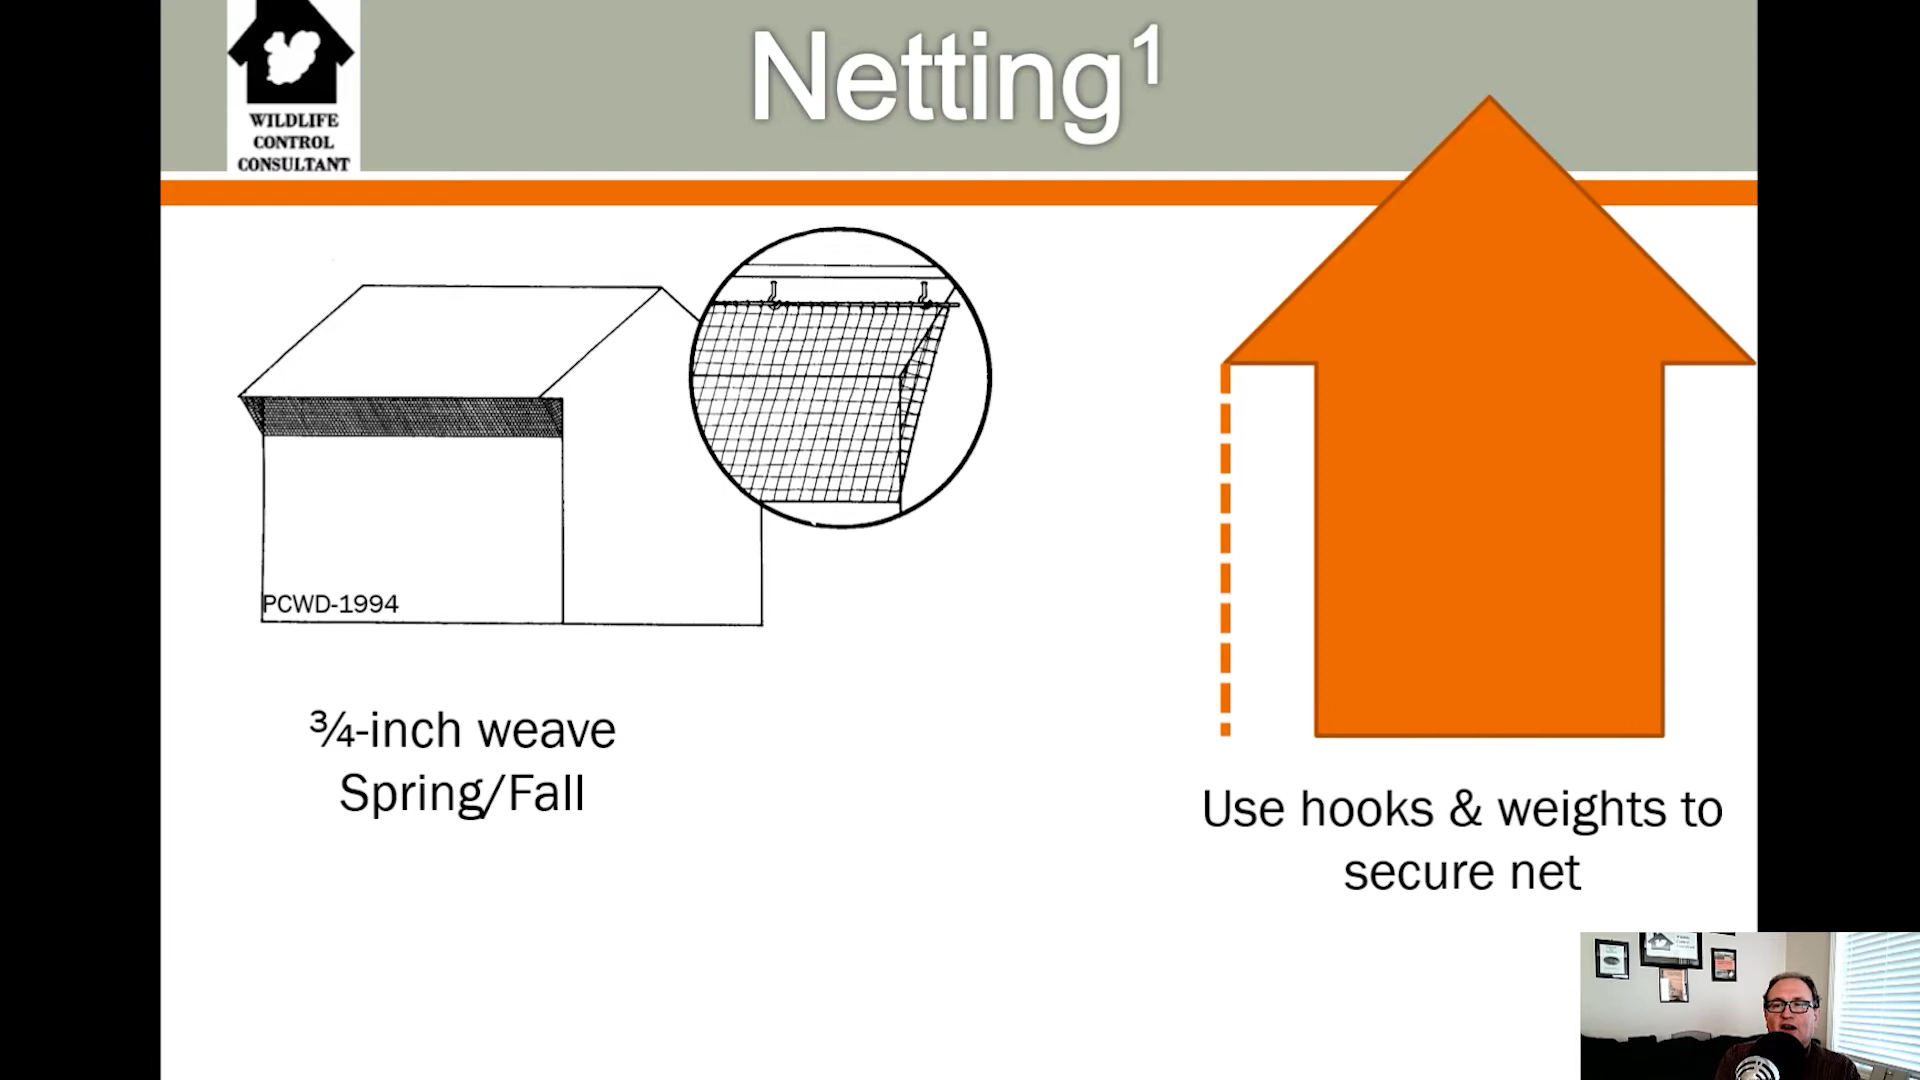 Netting¹
WILDLIFE
CONTROL
CONSULTANT
PCWD-1994
¾-inch weave
Spring/Fall
Use hooks & weights to
secure net